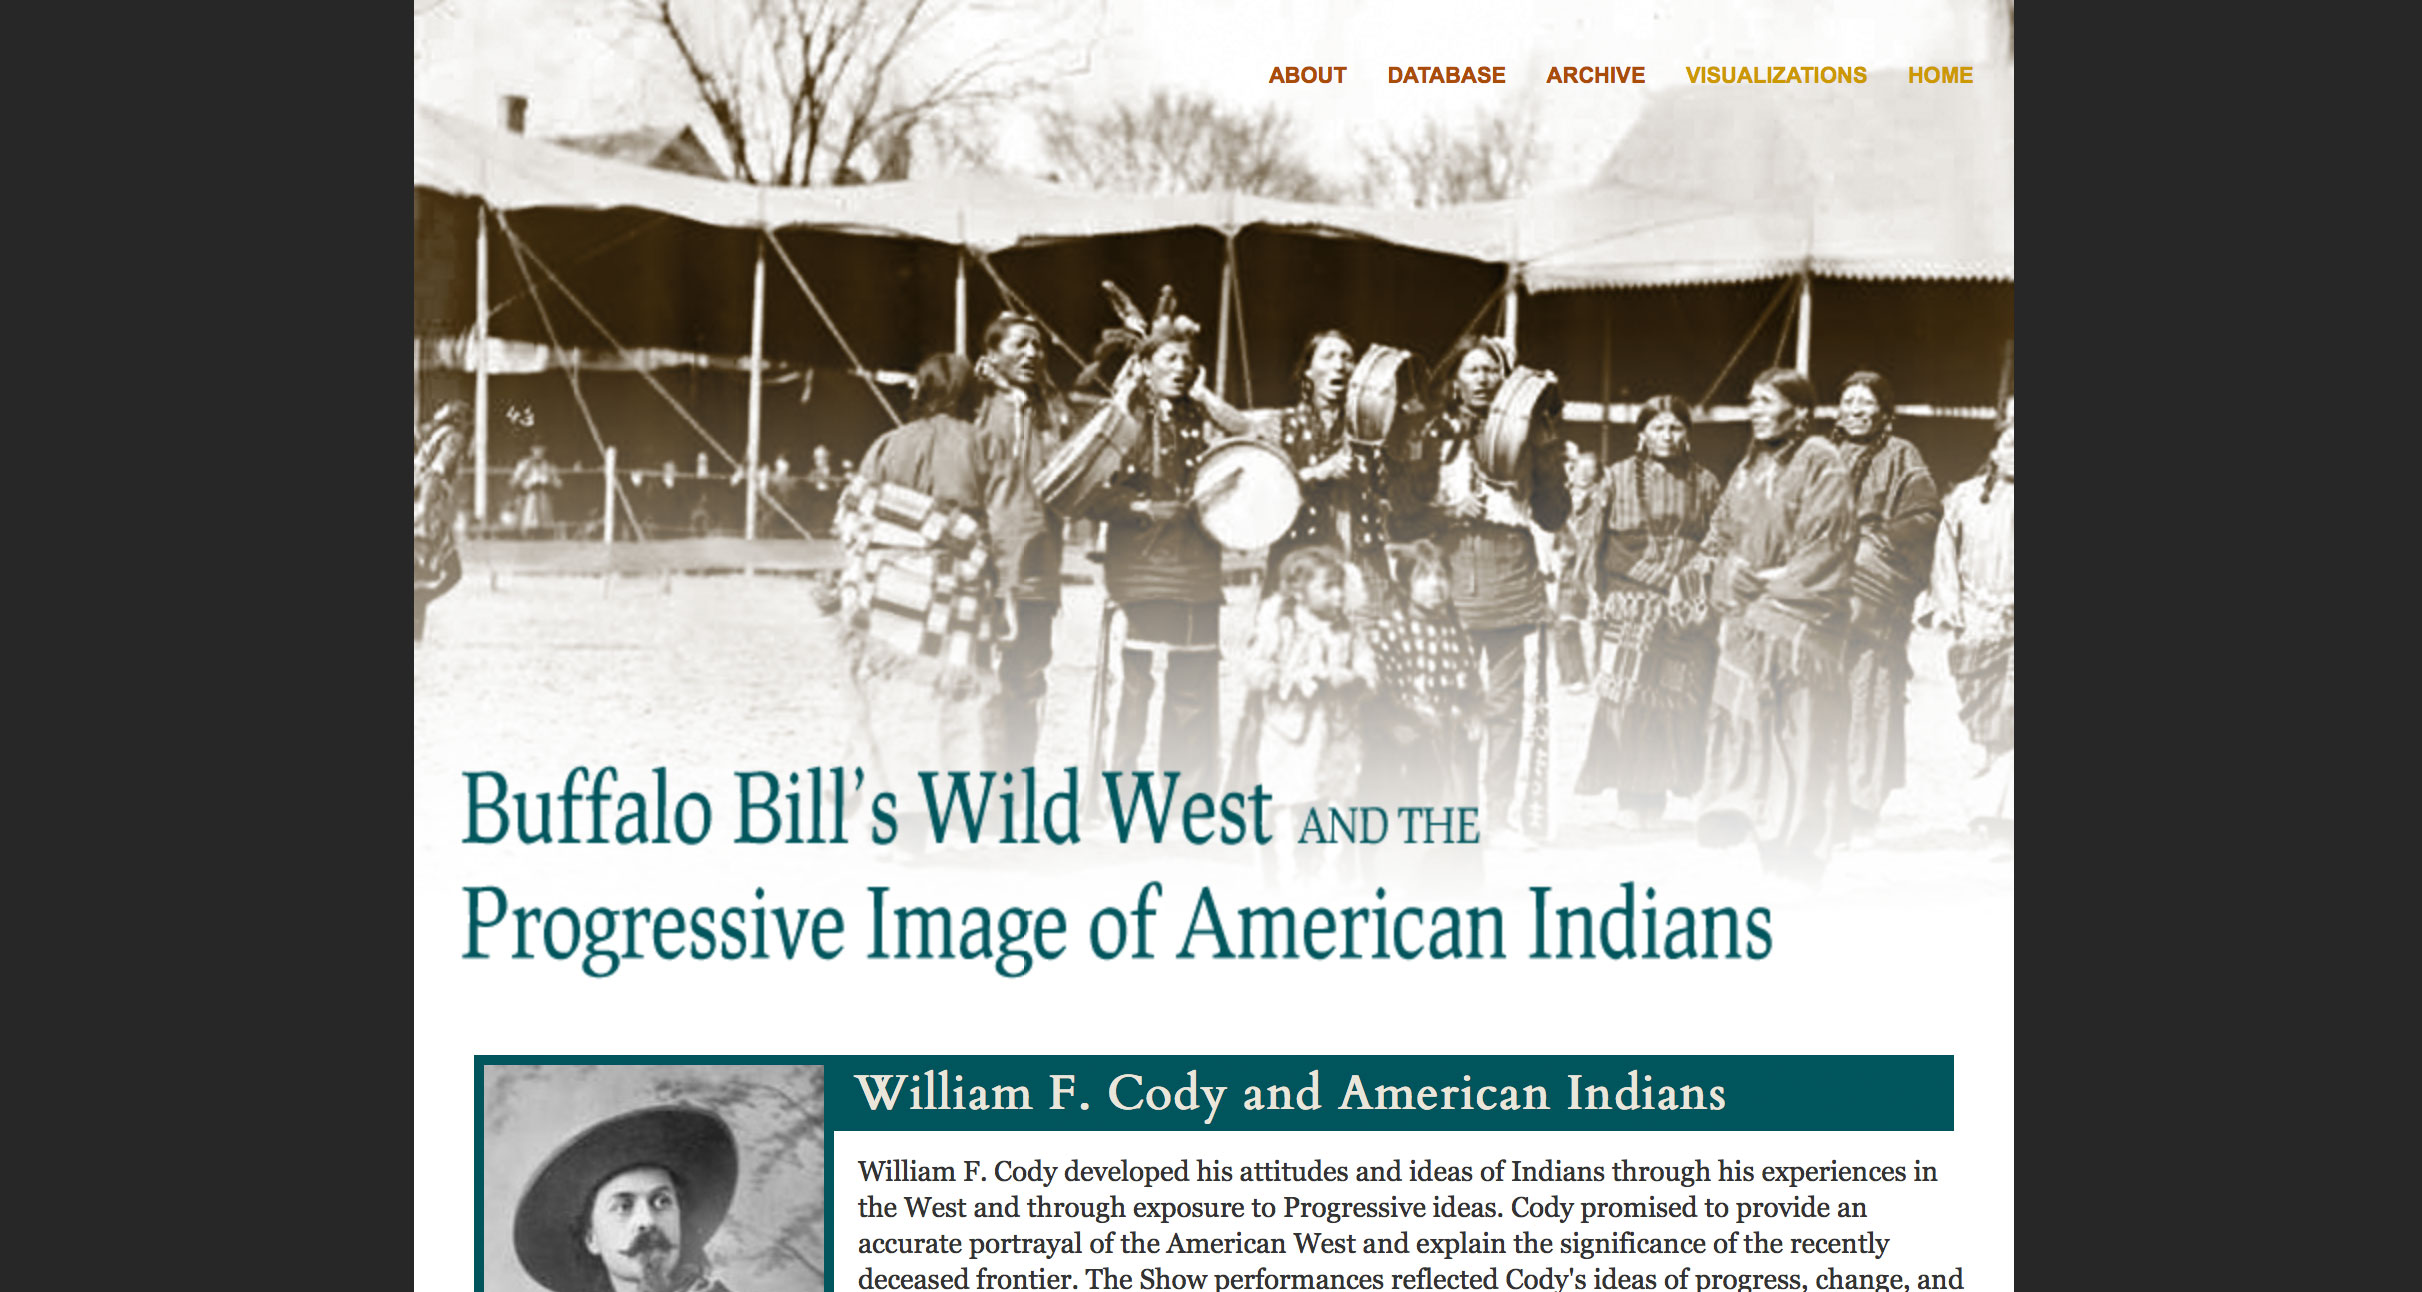 ABOUT DATABASE ARCHIVE VISUALIZATIONS HOME
43
Buffalo Bill's Wild West AND THE
Progressive Image of American Indians
William F. Cody and American Indians
William F. Cody developed his attitudes and ideas of Indians through his experiences in
the West and through exposure to Progressive ideas. Cody promised to provide an
accurate portrayal of the American West and explain the significance of the recently
deceased frontier. The Show performances reflected Cody's ideas of progress, change, and